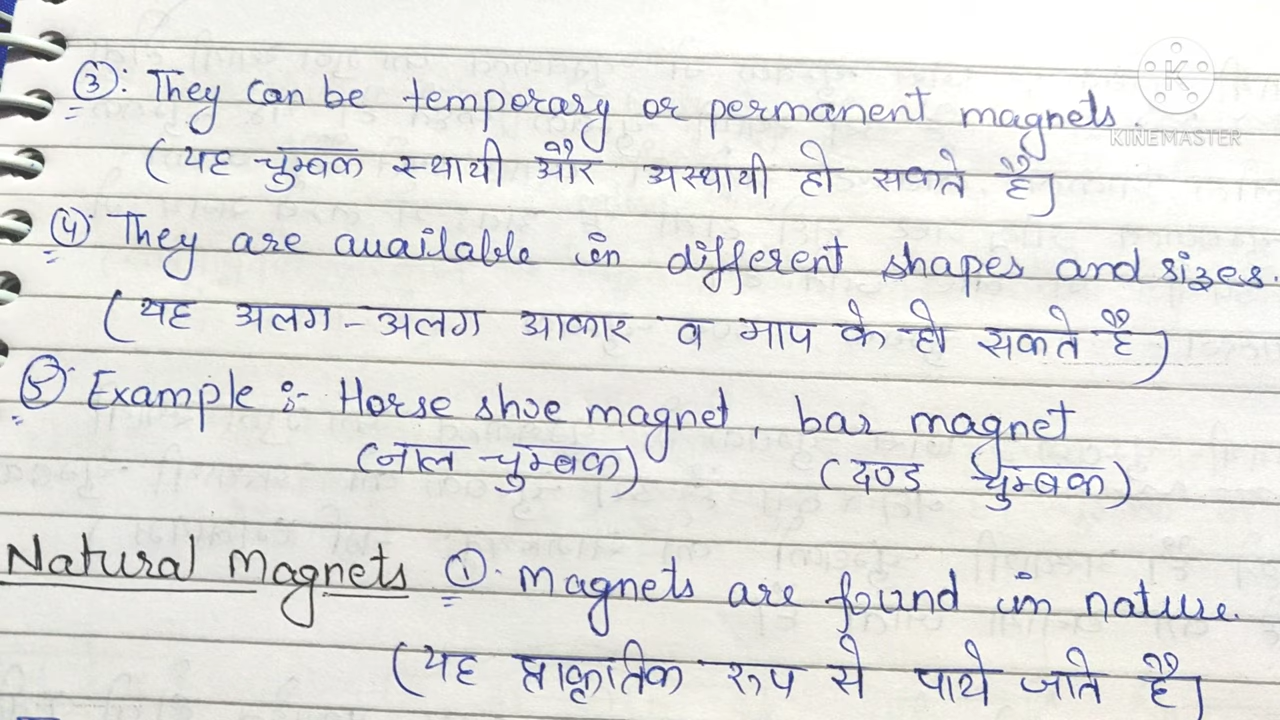 ③: They can be temporary or permanent magnets.
(यह चुम्बक स्थायी और अस्थायी हो सकते है।
④ They are available in different shapes and sizes.
(यह अलग-अलग आकार व माप के हो सकते है)
⑤ Example :- Horse shoe magnet, bar magnet
(नाल चुम्बक) (दण्ड चुम्बक)
Natural Magnets ①. Magnets are found in nature.
(यह प्राकृतिक रूप से पाये जाते है।
K
KINEMASTER